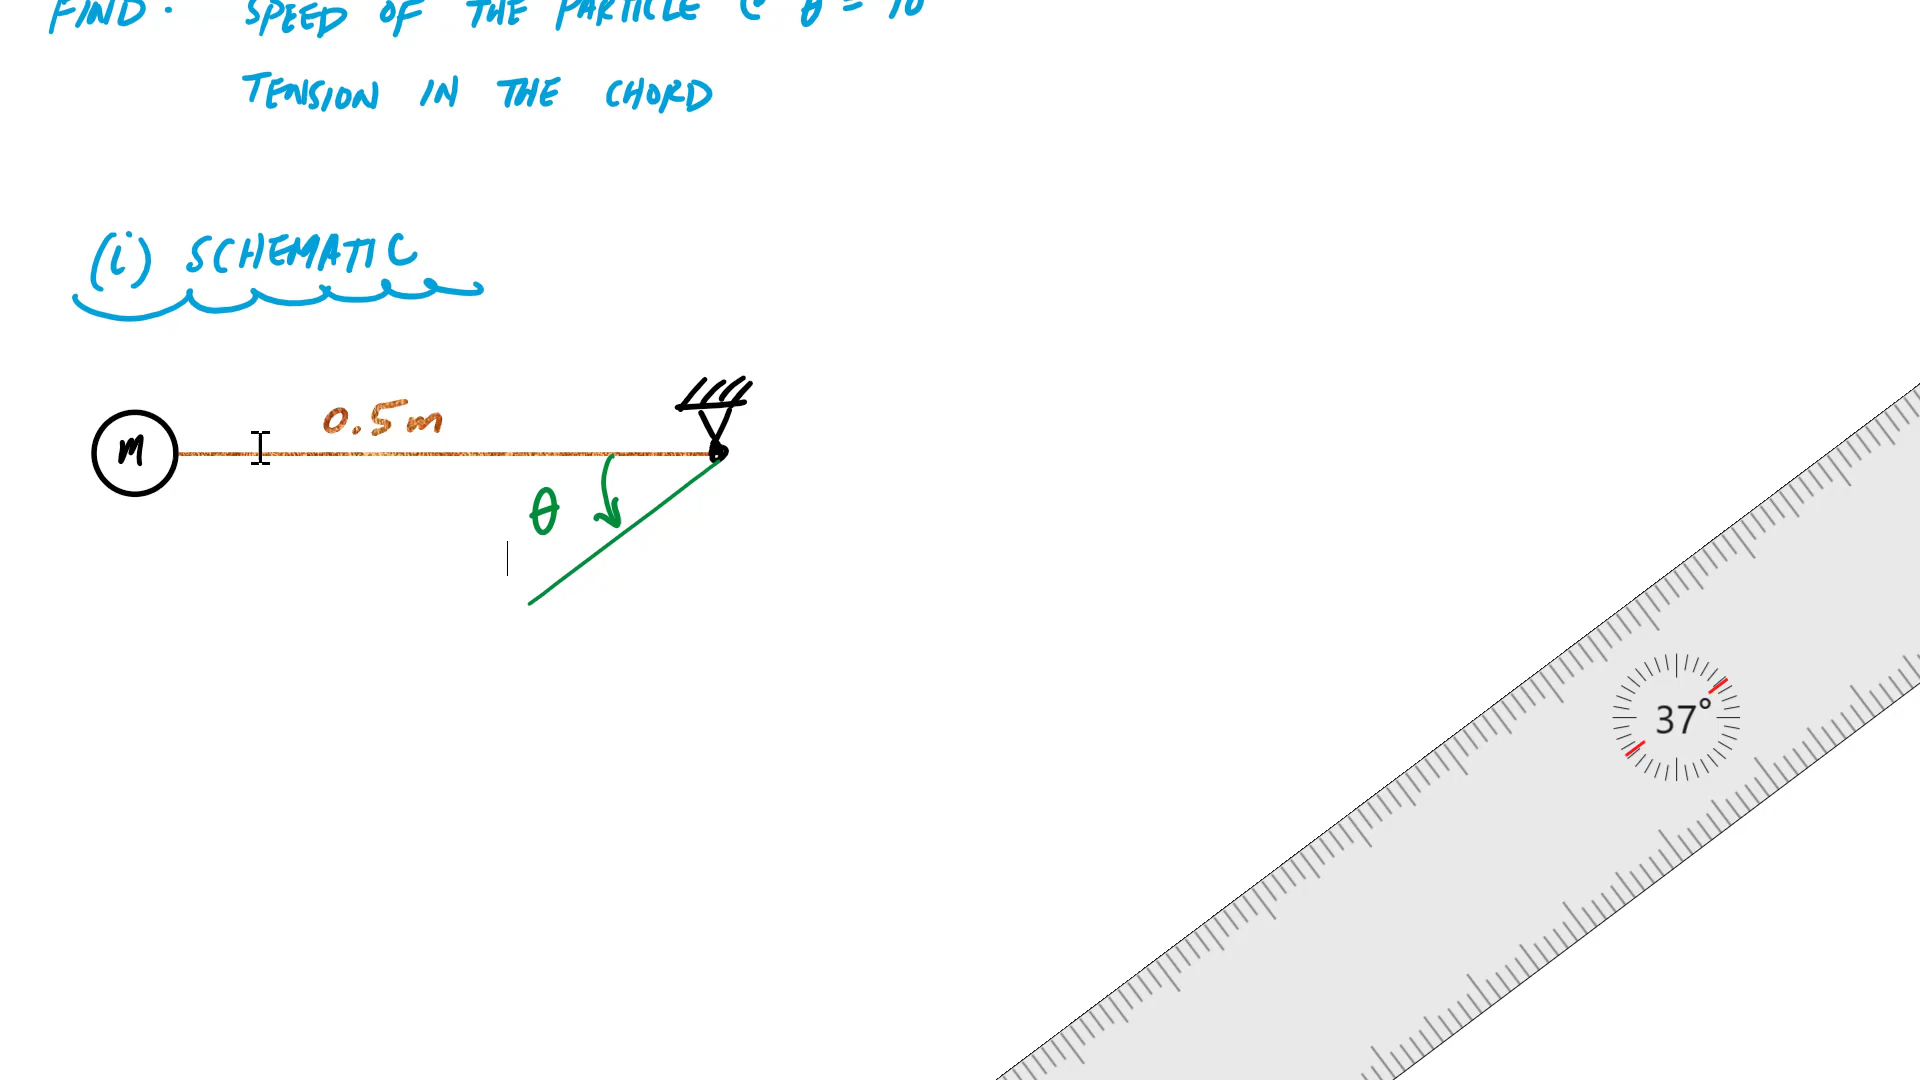 FIND: SPEED OF THE PARTICLE @ θ =
TENSION IN THE CHORD
(i) SCHEMATIC
0.5m
m
θ
37°